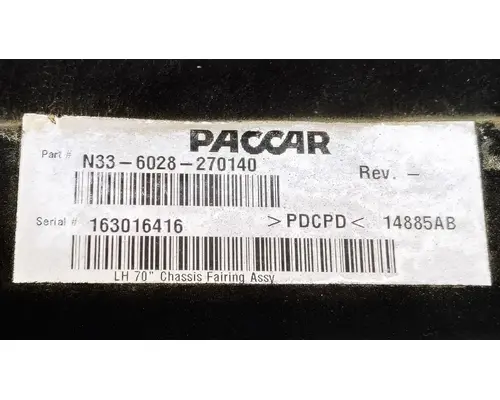 PACCAR
Part # N33-6028-270140 Rev. -
Serial # 163016416 >PDCPD< 14885AB
LH 70" Chassis Fairing Assy